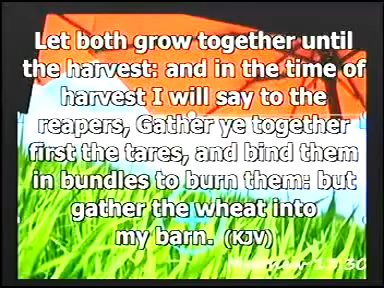 Let both grow together until
the harvest: and in the time of
harvest I will say to the
reapers, Gather ye together
first the tares, and bind them
in bundles to burn them: but
gather the wheat into
my barn. (KJV)
13:30